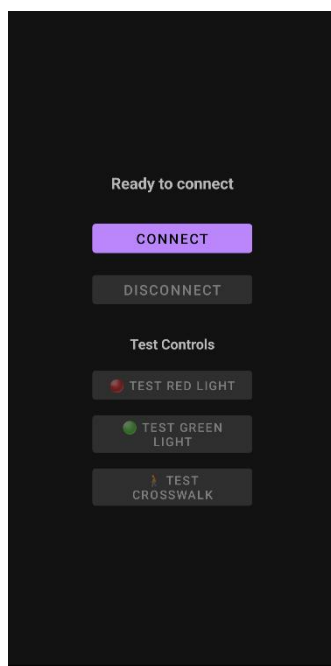 Ready to connect
CONNECT
DISCONNECT
Test Controls
🔴 TEST RED LIGHT
🟢 TEST GREEN
LIGHT
🚶 TEST
CROSSWALK